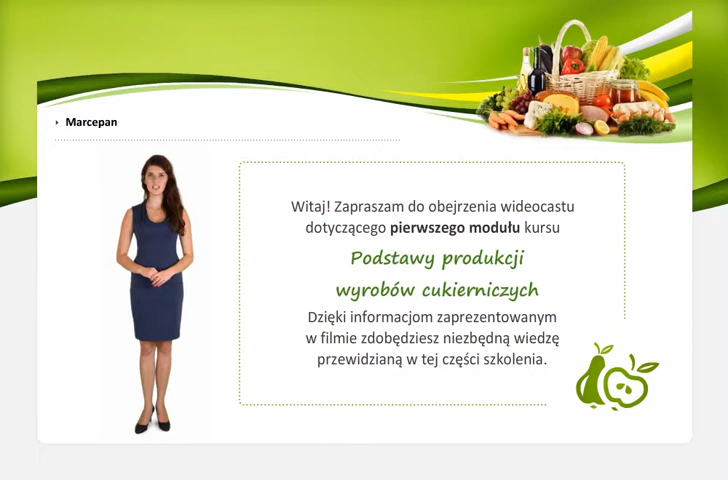 Marcepan
Witaj! Zapraszam do obejrzenia wideocastu
dotyczącego pierwszego modułu kursu
Podstawy produkcji
wyrobów cukierniczych
Dzięki informacjom zaprezentowanym
w filmie zdobędziesz niezbędną wiedzę
przewidzianą w tej części szkolenia.